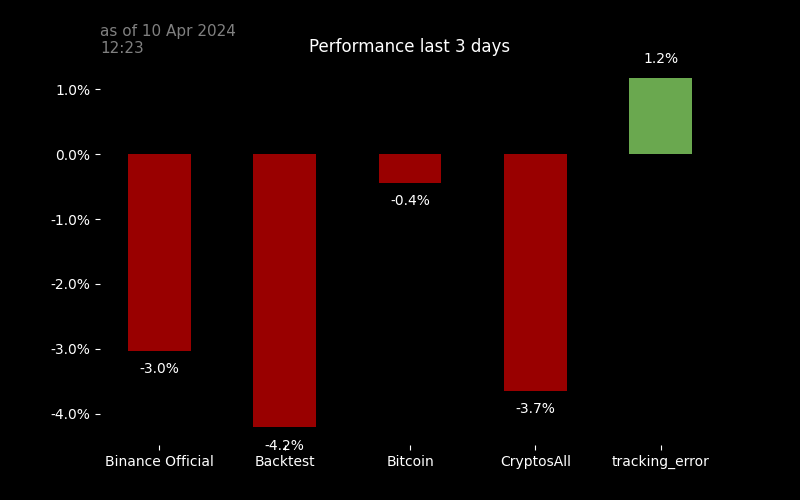 as of 10 Apr 2024
12:23
Performance last 3 days
1.2%
1.0%
0.0%
-1.0%
-2.0%
-3.0%
-4.0%
-3.0%
-4.2%
-0.4%
-3.7%
Binance Official
Backtest
Bitcoin
CryptosAll
tracking_error